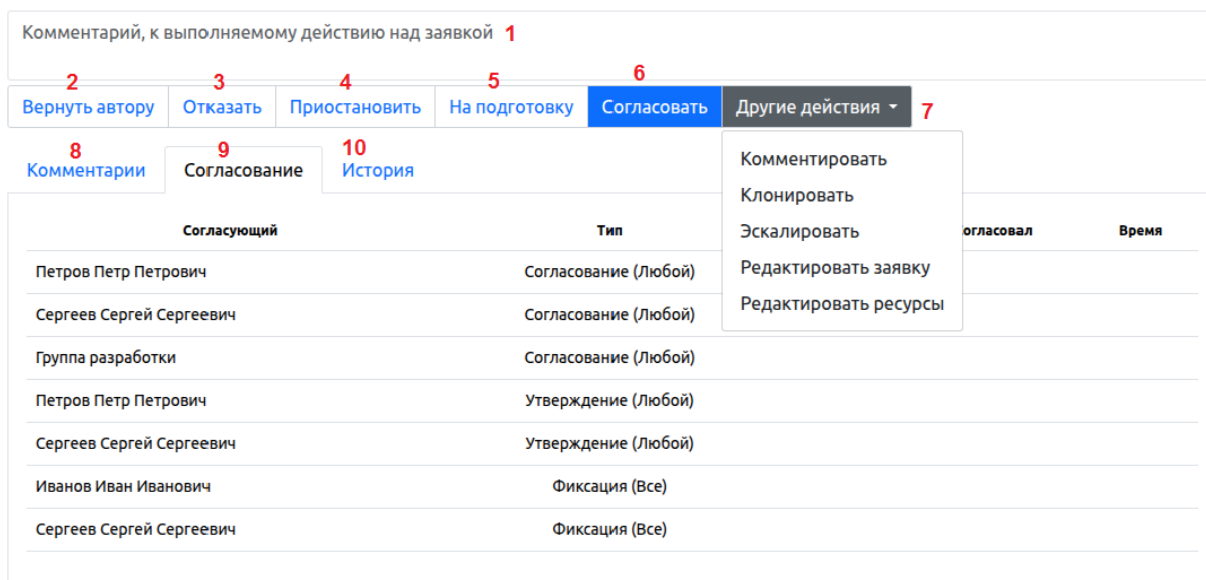 Комментарий, к выполняемому действию над заявкой 1
2 3 4 5 6
Вернуть автору Отказать Приостановить На подготовку Согласовать Другие действия 7
8 9 10
Комментарии Согласование История
Комментировать
Клонировать
Эскалировать
Редактировать заявку
Редактировать ресурсы
Согласующий Тип огласовал Время
Петров Петр Петрович Согласование (Любой)
Сергеев Сергей Сергеевич Согласование (Любой)
Группа разработки Согласование (Любой)
Петров Петр Петрович Утверждение (Любой)
Сергеев Сергей Сергеевич Утверждение (Любой)
Иванов Иван Иванович Фиксация (Все)
Сергеев Сергей Сергеевич Фиксация (Все)